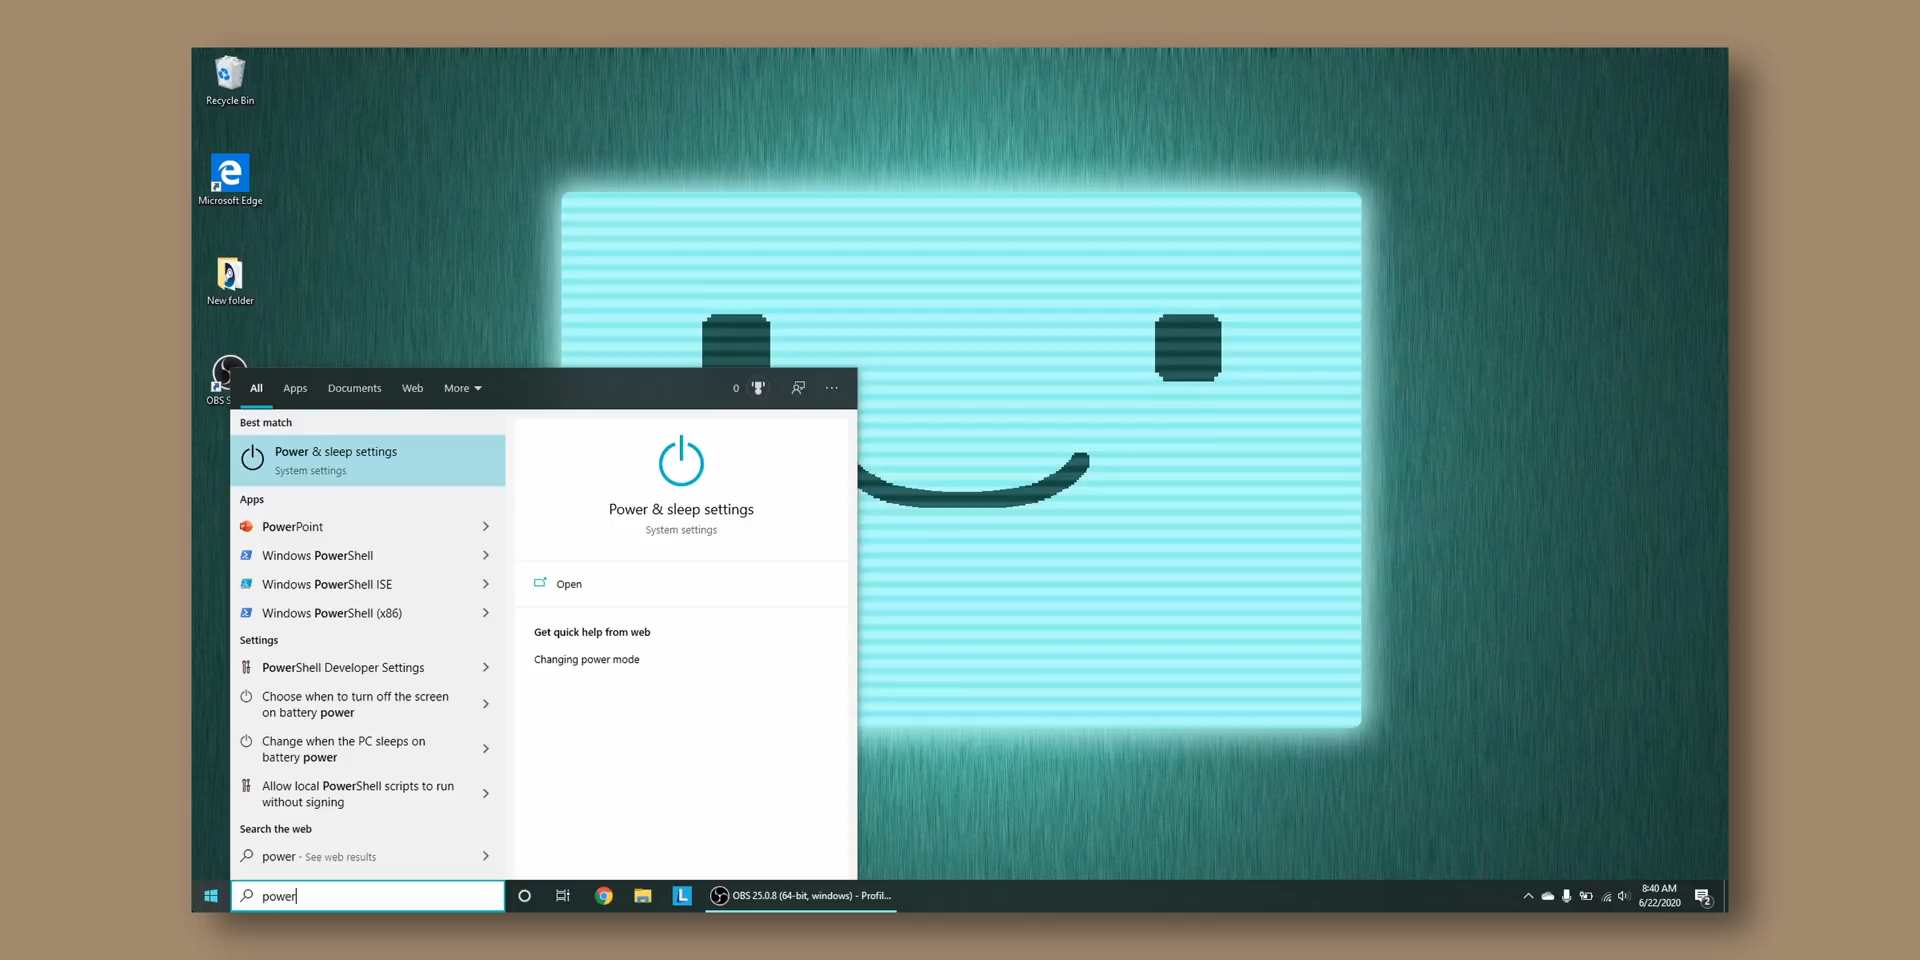 Recycle Bin
Microsoft Edge
New folder
OBS S
All Apps Documents Web More 0
Best match
Power & sleep settings
System settings
Apps
PowerPoint
Windows PowerShell
Windows PowerShell ISE
Windows PowerShell (x86)
Settings
PowerShell Developer Settings
Choose when to turn off the screen
on battery power
Change when the PC sleeps on
battery power
Allow local PowerShell scripts to run
without signing
Search the web
power - See web results
Power & sleep settings
System settings
Open
Get quick help from web
Changing power mode
power
L
OBS 25.0.8 (64-bit, windows) - Profil...
8:40 AM
6/22/2020
2